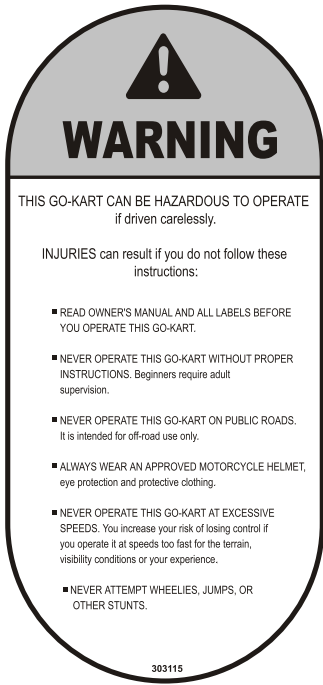 WARNING
THIS GO-KART CAN BE HAZARDOUS TO OPERATE
if driven carelessly.
INJURIES can result if you do not follow these
instructions:
▪ READ OWNER'S MANUAL AND ALL LABELS BEFORE
YOU OPERATE THIS GO-KART.
▪ NEVER OPERATE THIS GO-KART WITHOUT PROPER
INSTRUCTIONS. Beginners require adult
supervision.
▪ NEVER OPERATE THIS GO-KART ON PUBLIC ROADS.
It is intended for off-road use only.
▪ ALWAYS WEAR AN APPROVED MOTORCYCLE HELMET,
eye protection and protective clothing.
▪ NEVER OPERATE THIS GO-KART AT EXCESSIVE
SPEEDS. You increase your risk of losing control if
you operate it at speeds too fast for the terrain,
visibility conditions or your experience.
▪ NEVER ATTEMPT WHEELIES, JUMPS, OR
OTHER STUNTS.
303115